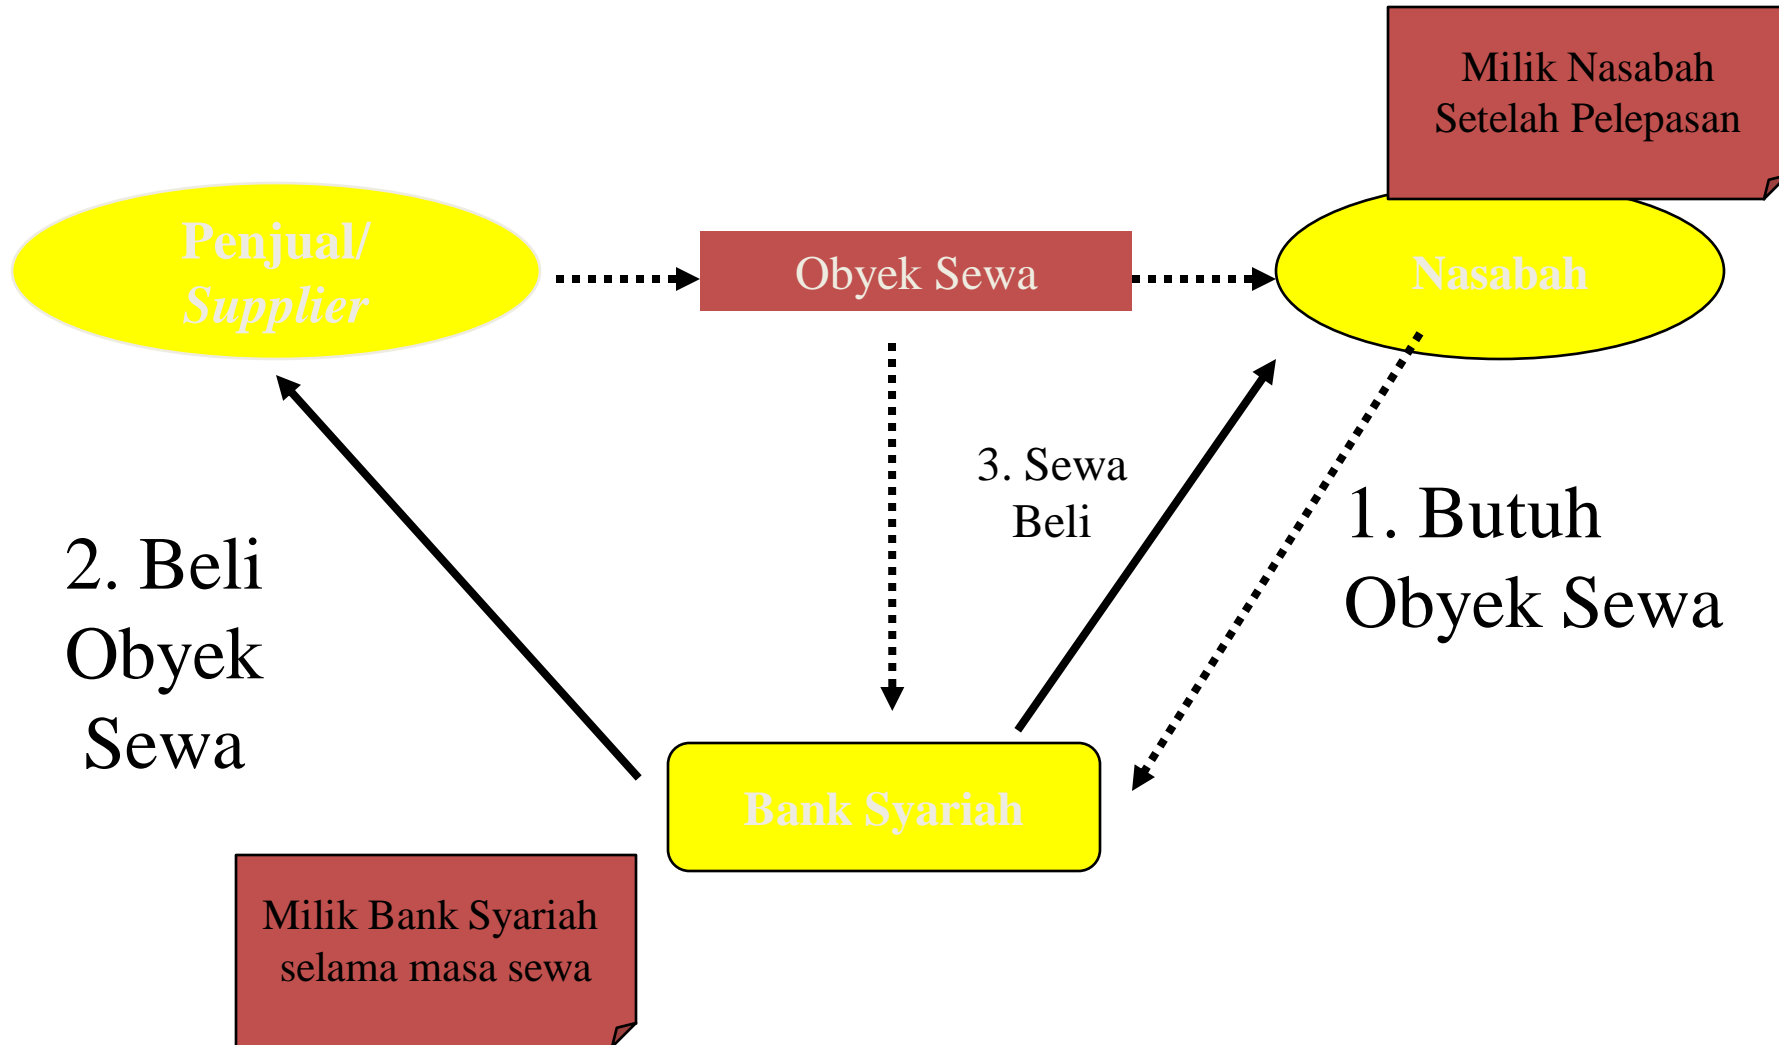 Milik Nasabah
Setelah Pelepasan
Penjual/
Supplier
Obyek Sewa
Nasabah
3. Sewa
Beli
1. Butuh
Obyek Sewa
2. Beli
Obyek
Sewa
Bank Syariah
Milik Bank Syariah
selama masa sewa